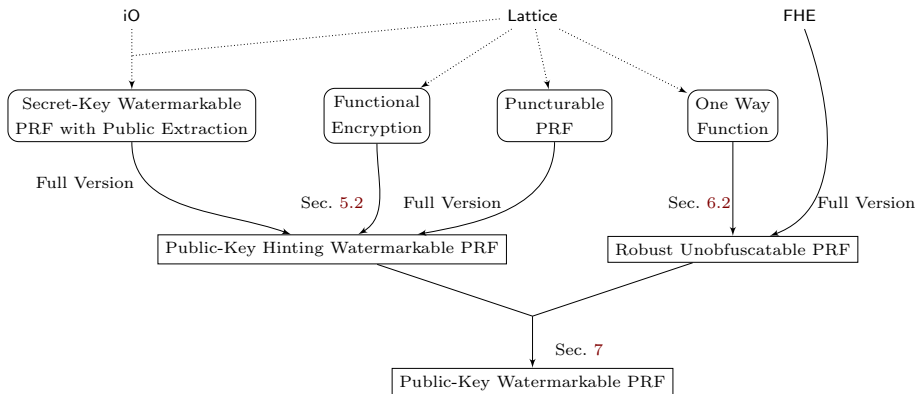 iO
Lattice
FHE
Secret-Key Watermarkable
PRF with Public Extraction
Functional
Encryption
Puncturable
PRF
One Way
Function
Full Version
Sec. 5.2
Full Version
Sec. 6.2
Full Version
Public-Key Hinting Watermarkable PRF
Robust Unobfuscatable PRF
Sec. 7
Public-Key Watermarkable PRF